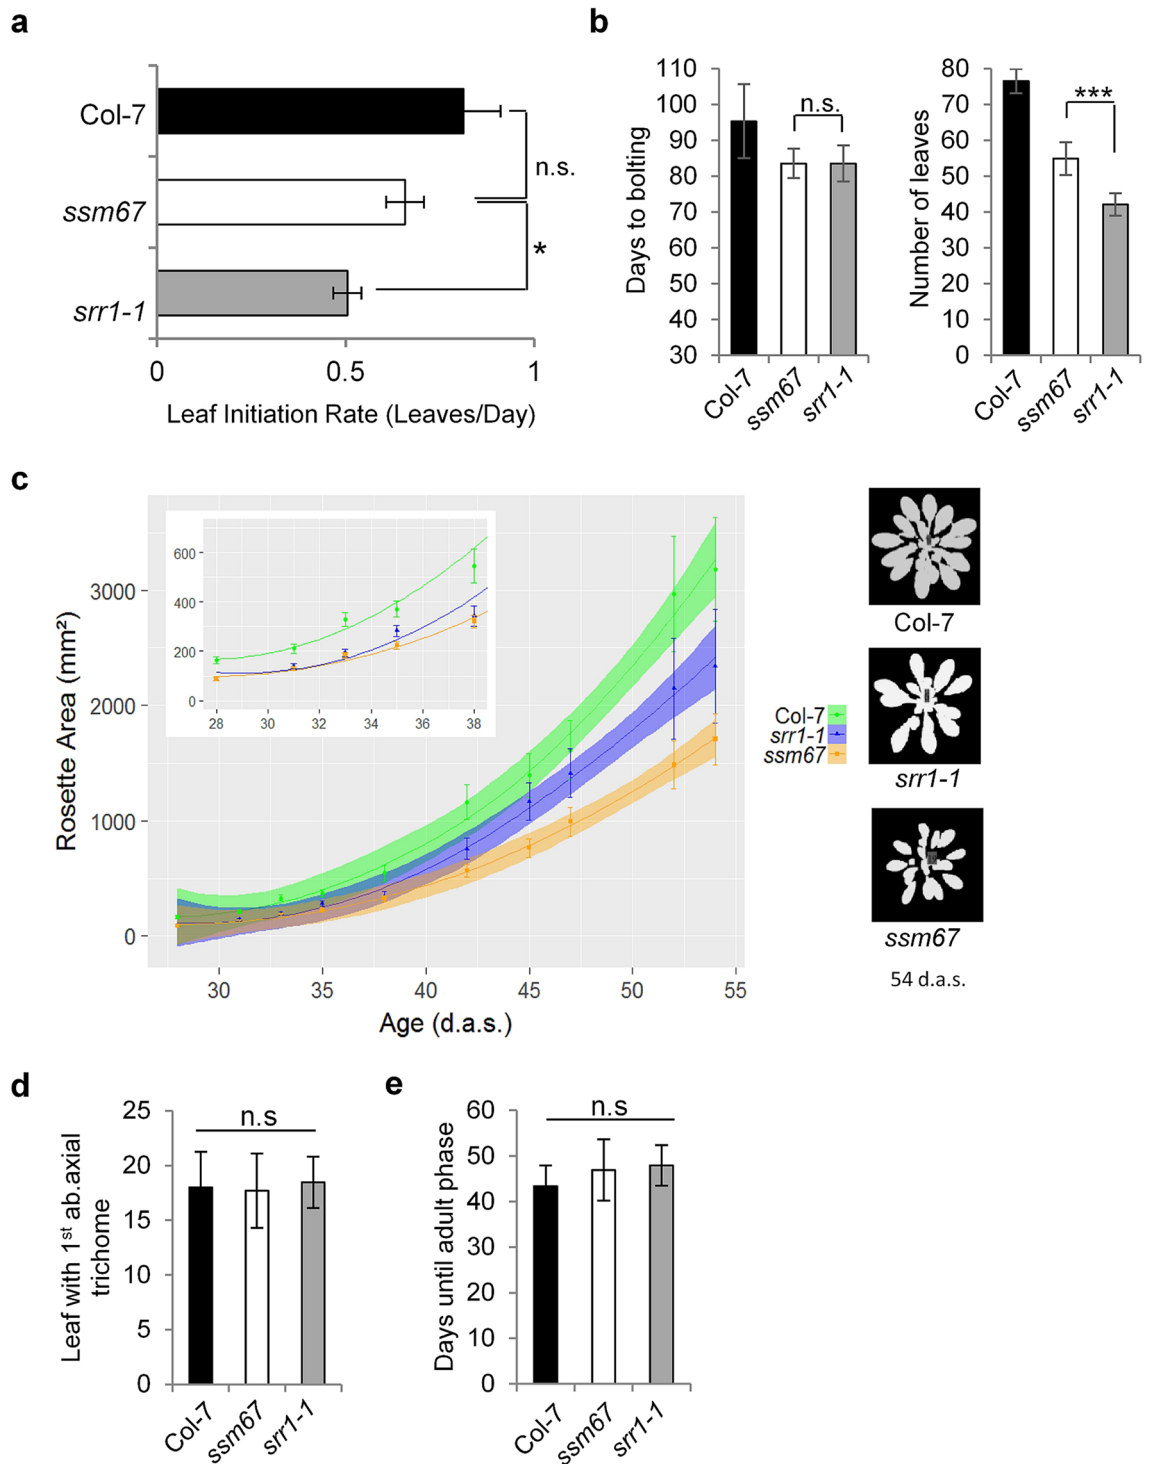 a
Col-7
ssm67
srr1-1
n.s.
*
0 0.5 1
Leaf Initiation Rate (Leaves/Day)
b
Days to bolting
110
100
90
80
70
60
50
40
30
n.s.
Col-7 ssm67 srr1-1
Number of leaves
80
70
60
50
40
30
20
10
0
***
Col-7 ssm67 srr1-1
c
Rosette Area (mm²)
3000
2000
1000
0
600
400
200
0
28 30 32 34 36 38
30 35 40 45 50 55
Age (d.a.s.)
Col-7
srr1-1
ssm67
Col-7
srr1-1
ssm67
54 d.a.s.
d
Leaf with 1st ab.axial
trichome
25
20
15
10
5
0
n.s
Col-7 ssm67 srr1-1
e
Days until adult phase
60
50
40
30
20
10
0
n.s
Col-7 ssm67 srr1-1